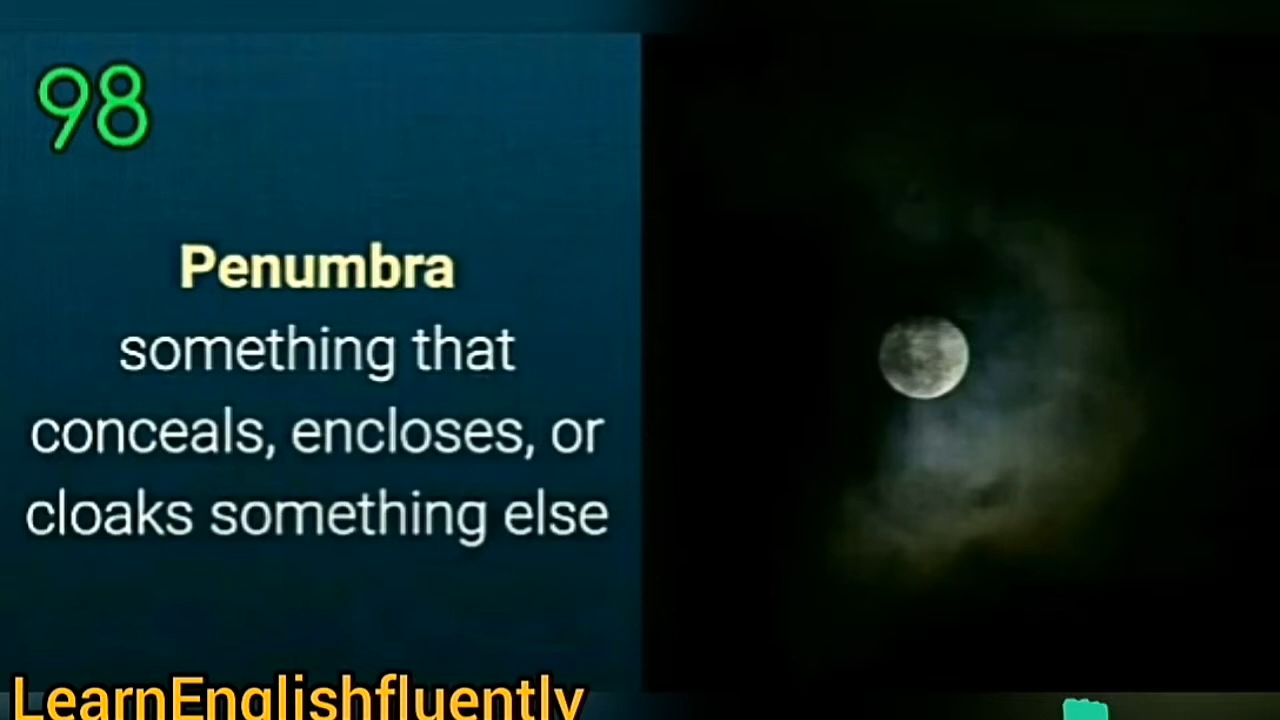 98
Penumbra
something that
conceals, encloses, or
cloaks something else
LearnEnglishfluently